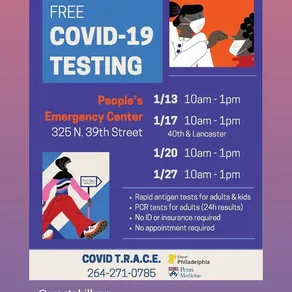 FREE
COVID-19
TESTING
People's
Emergency Center
325 N. 39th Street
1/13 10am - 1pm
1/17 10am - 1pm
40th & Lancaster
1/20 10am - 1pm
1/27 10am - 1pm
• Rapid antigen tests for adults & kids
• PCR tests for adults (24h results)
• No ID or insurance required
• No appointment required
COVID T.R.A.C.E.
264-271-0785
Philadelphia
Penn
Medicine